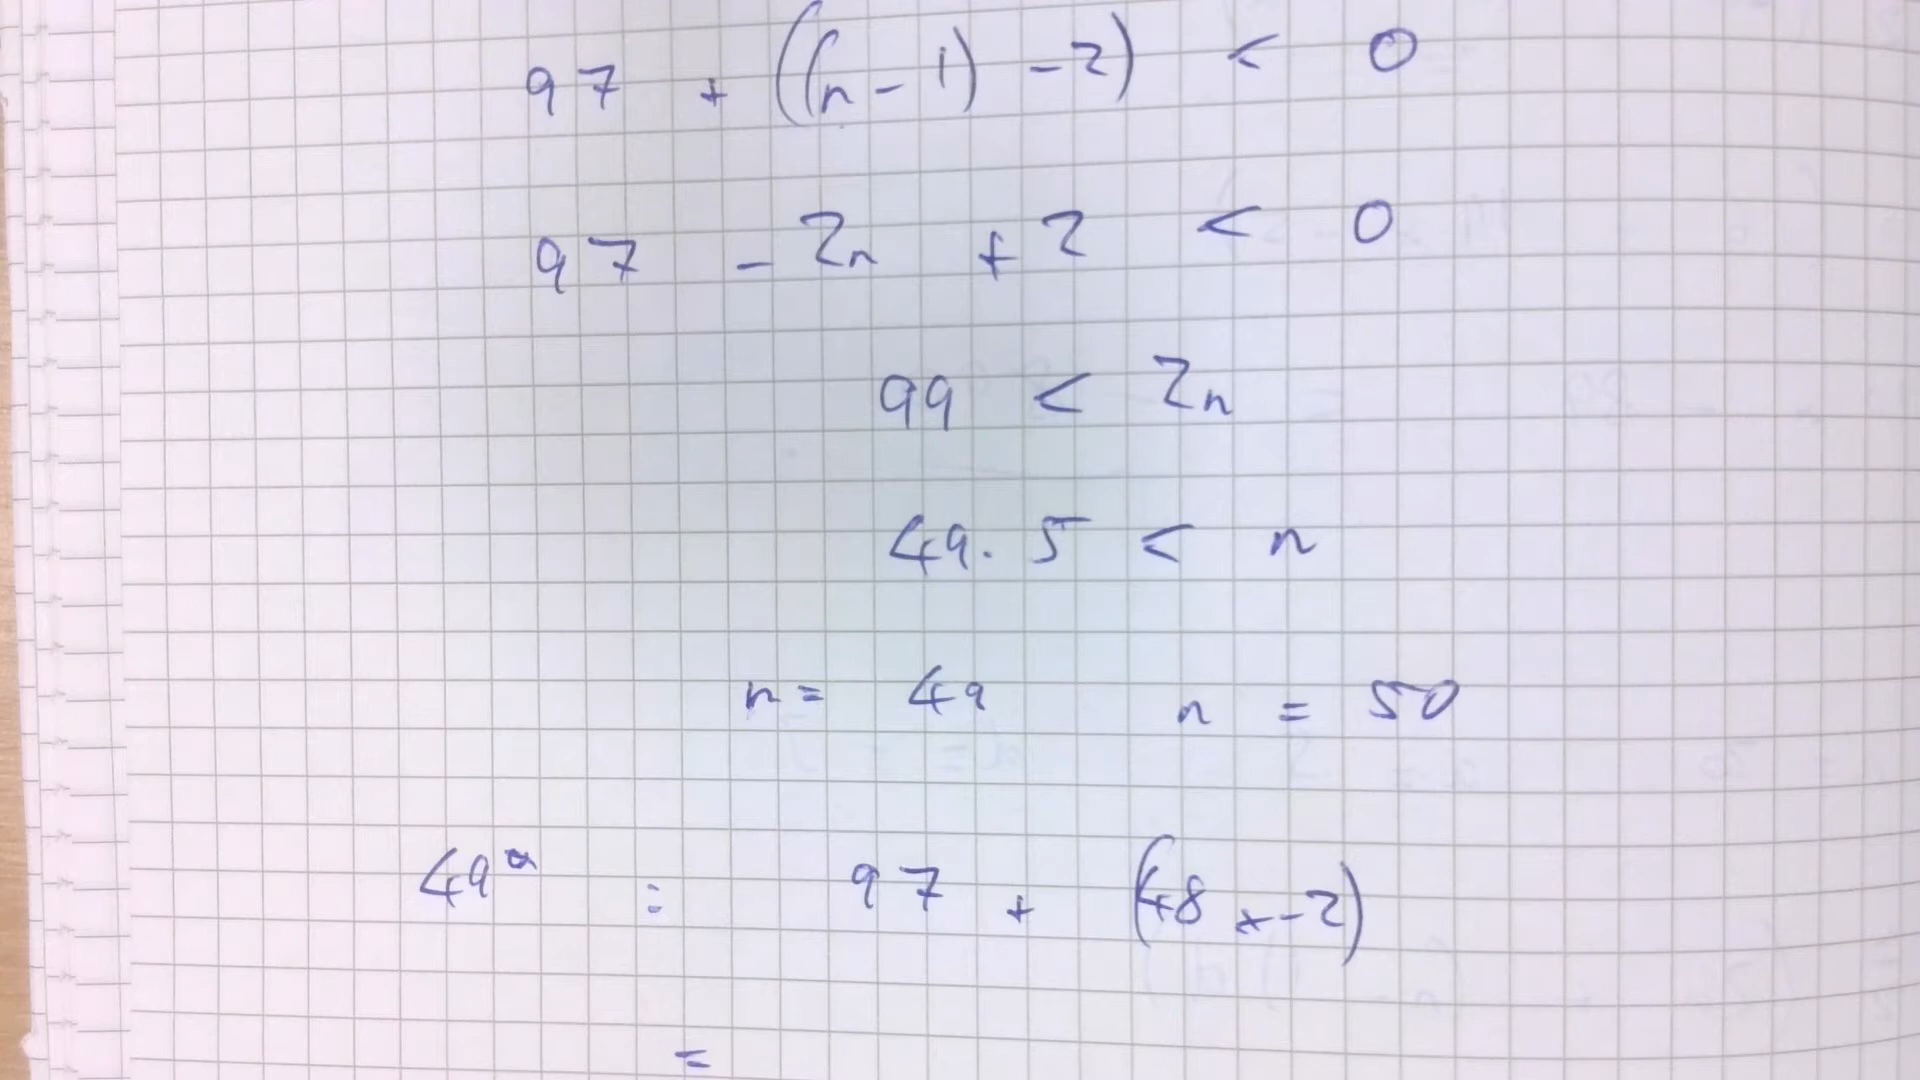 97 + ((n - 1) - 2) < 0
97 - 2n + 2 < 0
99 < 2n
49.5 < n
n = 49 n = 50
49ª = 97 + (48 x -2)
=